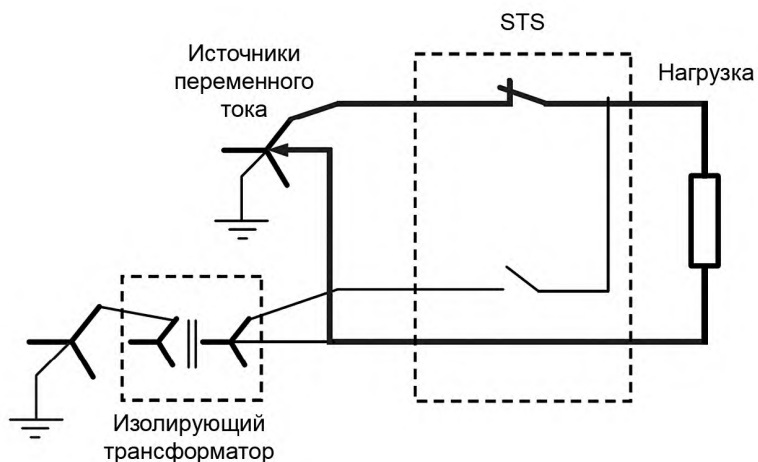 STS
Источники
переменного
тока
Нагрузка
Изолирующий
трансформатор